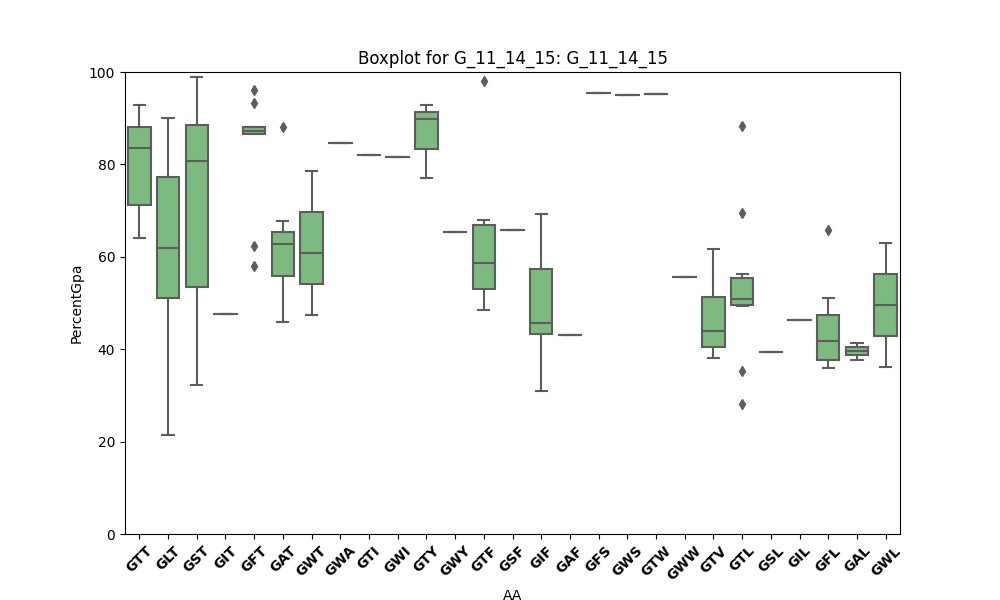 Boxplot for G_11_14_15: G_11_14_15
PercentGpa
100
80
60
40
20
0
GTT GLT GST GIT GFT GAT GWT GWA GTI GWI GTY GWY GTF GSF GIF GAF GFS GWS GTW GWW GTV GTL GSL GIL GFL GAL GWL
AA